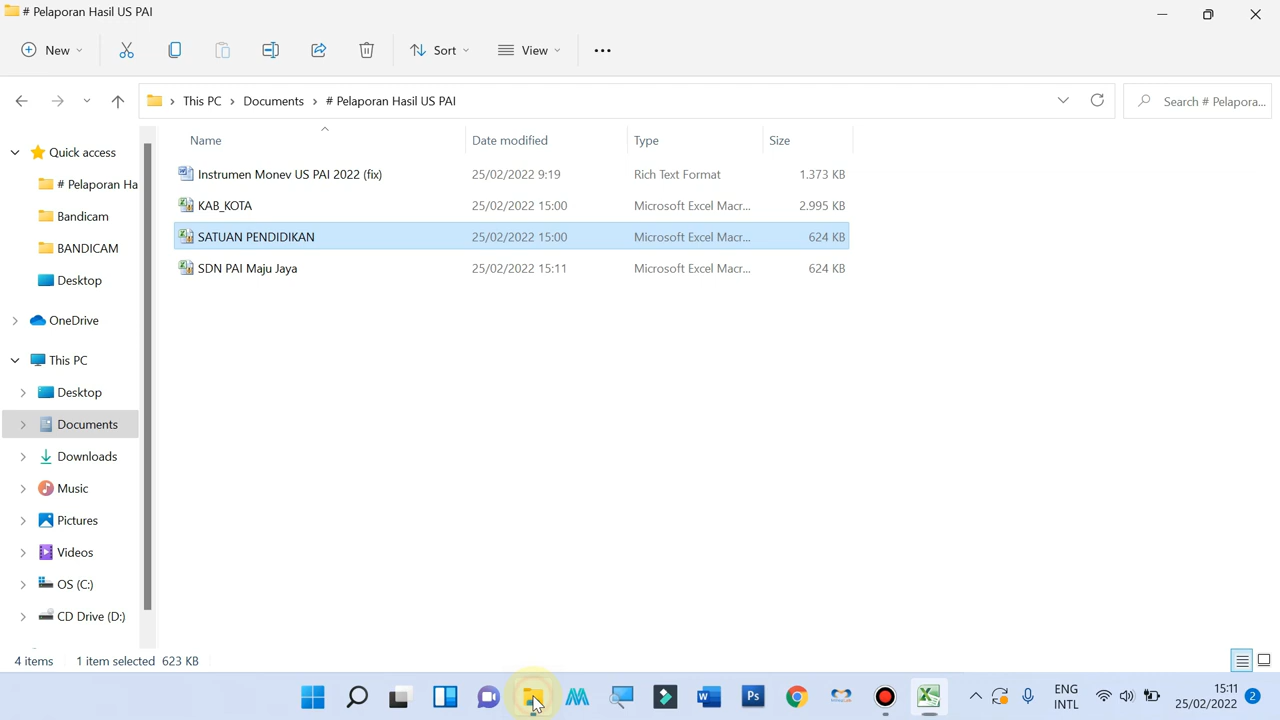 # Pelaporan Hasil US PAI
New
Sort
View
This PC
Documents
# Pelaporan Hasil US PAI
Search # Pelapora...
Name
Date modified
Type
Size
Quick access
# Pelaporan Ha
Bandicam
BANDICAM
Desktop
OneDrive
This PC
Desktop
Documents
Downloads
Music
Pictures
Videos
OS (C:)
CD Drive (D:)
Instrumen Monev US PAI 2022 (fix) 25/02/2022 9:19 Rich Text Format 1.373 KB
KAB_KOTA 25/02/2022 15:00 Microsoft Excel Macr... 2.995 KB
SATUAN PENDIDIKAN 25/02/2022 15:00 Microsoft Excel Macr... 624 KB
SDN PAI Maju Jaya 25/02/2022 15:11 Microsoft Excel Macr... 624 KB
4 items 1 item selected 623 KB
Ps
ENG
INTL
15:11
25/02/2022
2